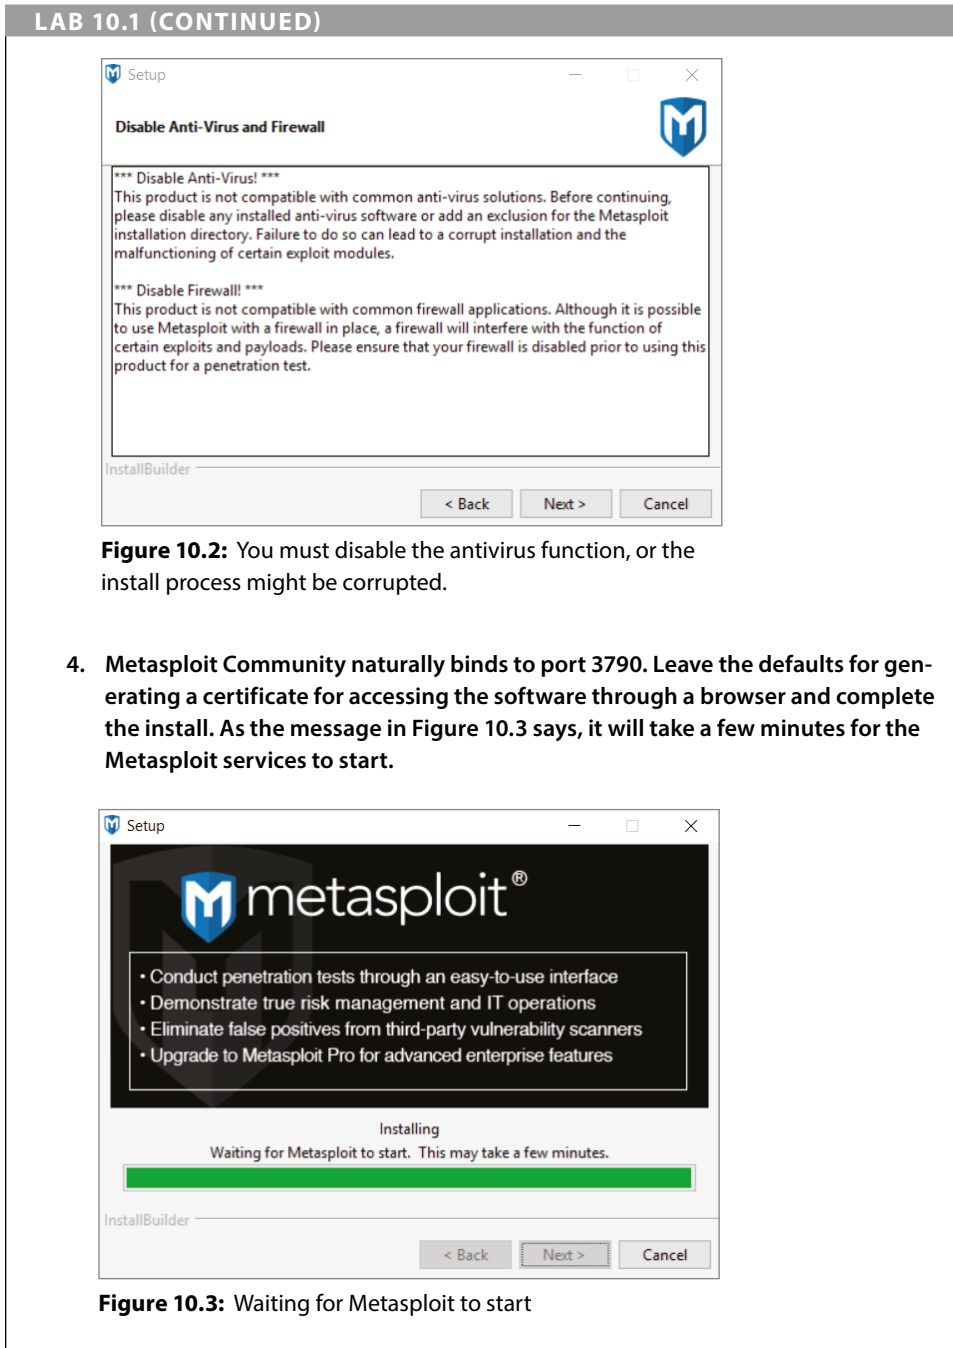 LAB 10.1 (CONTINUED)
Setup
Disable Anti-Virus and Firewall
*** Disable Anti-Virus! ***
This product is not compatible with common anti-virus solutions. Before continuing,
please disable any installed anti-virus software or add an exclusion for the Metasploit
installation directory. Failure to do so can lead to a corrupt installation and the
malfunctioning of certain exploit modules.
*** Disable Firewall! ***
This product is not compatible with common firewall applications. Although it is possible
to use Metasploit with a firewall in place, a firewall will interfere with the function of
certain exploits and payloads. Please ensure that your firewall is disabled prior to using this
product for a penetration test.
InstallBuilder
< Back Next > Cancel
Figure 10.2: You must disable the antivirus function, or the
install process might be corrupted.
4. Metasploit Community naturally binds to port 3790. Leave the defaults for gen-
erating a certificate for accessing the software through a browser and complete
the install. As the message in Figure 10.3 says, it will take a few minutes for the
Metasploit services to start.
Setup
metasploit®
• Conduct penetration tests through an easy-to-use interface
• Demonstrate true risk management and IT operations
• Eliminate false positives from third-party vulnerability scanners
• Upgrade to Metasploit Pro for advanced enterprise features
Installing
Waiting for Metasploit to start. This may take a few minutes.
InstallBuilder
< Back Next > Cancel
Figure 10.3: Waiting for Metasploit to start